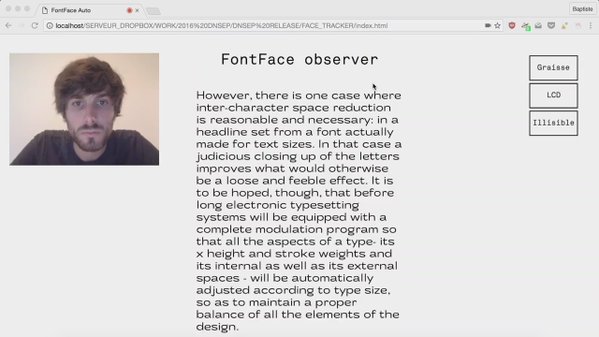 FontFace Auto
Baptiste
localhost/SERVEUR_DROPBOX/WORK/2016%20DNSEP/DNSEP%20RELEASE/FACE_TRACKER/index.html
FontFace observer
Graisse
LCD
Illisible
However, there is one case where
inter-character space reduction
is reasonable and necessary: in a
headline set from a font actually
made for text sizes. In that case a
judicious closing up of the letters
improves what would otherwise
be a loose and feeble effect. It is
to be hoped, though, that before
long electronic typesetting
systems will be equipped with a
complete modulation program so
that all the aspects of a type- its
x height and stroke weights and
its internal as well as its external
spaces - will be automatically
adjusted according to type size,
so as to maintain a proper
balance of all the elements of the
design.